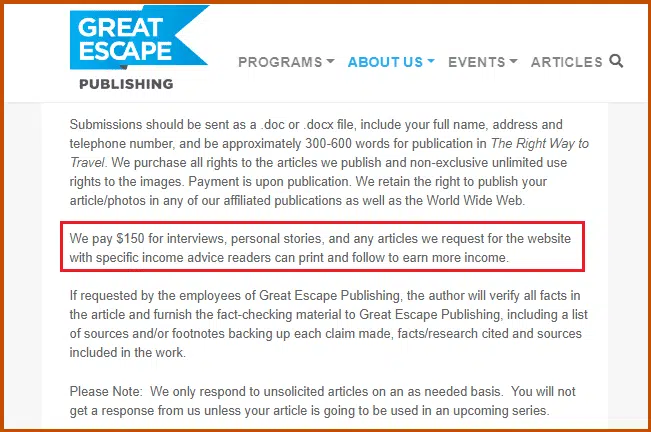 GREAT
ESCAPE
PUBLISHING
PROGRAMS ABOUT US EVENTS ARTICLES
Submissions should be sent as a .doc or .docx file, include your full name, address and
telephone number, and be approximately 300-600 words for publication in The Right Way to
Travel. We purchase all rights to the articles we publish and non-exclusive unlimited use
rights to the images. Payment is upon publication. We retain the right to publish your
article/photos in any of our affiliated publications as well as the World Wide Web.
We pay $150 for interviews, personal stories, and any articles we request for the website
with specific income advice readers can print and follow to earn more income.
If requested by the employees of Great Escape Publishing, the author will verify all facts in
the article and furnish the fact-checking material to Great Escape Publishing, including a list
of sources and/or footnotes backing up each claim made, facts/research cited and sources
included in the work.
Please Note:  We only respond to unsolicited articles on an as needed basis.  You will not
get a response from us unless your article is going to be used in an upcoming series.